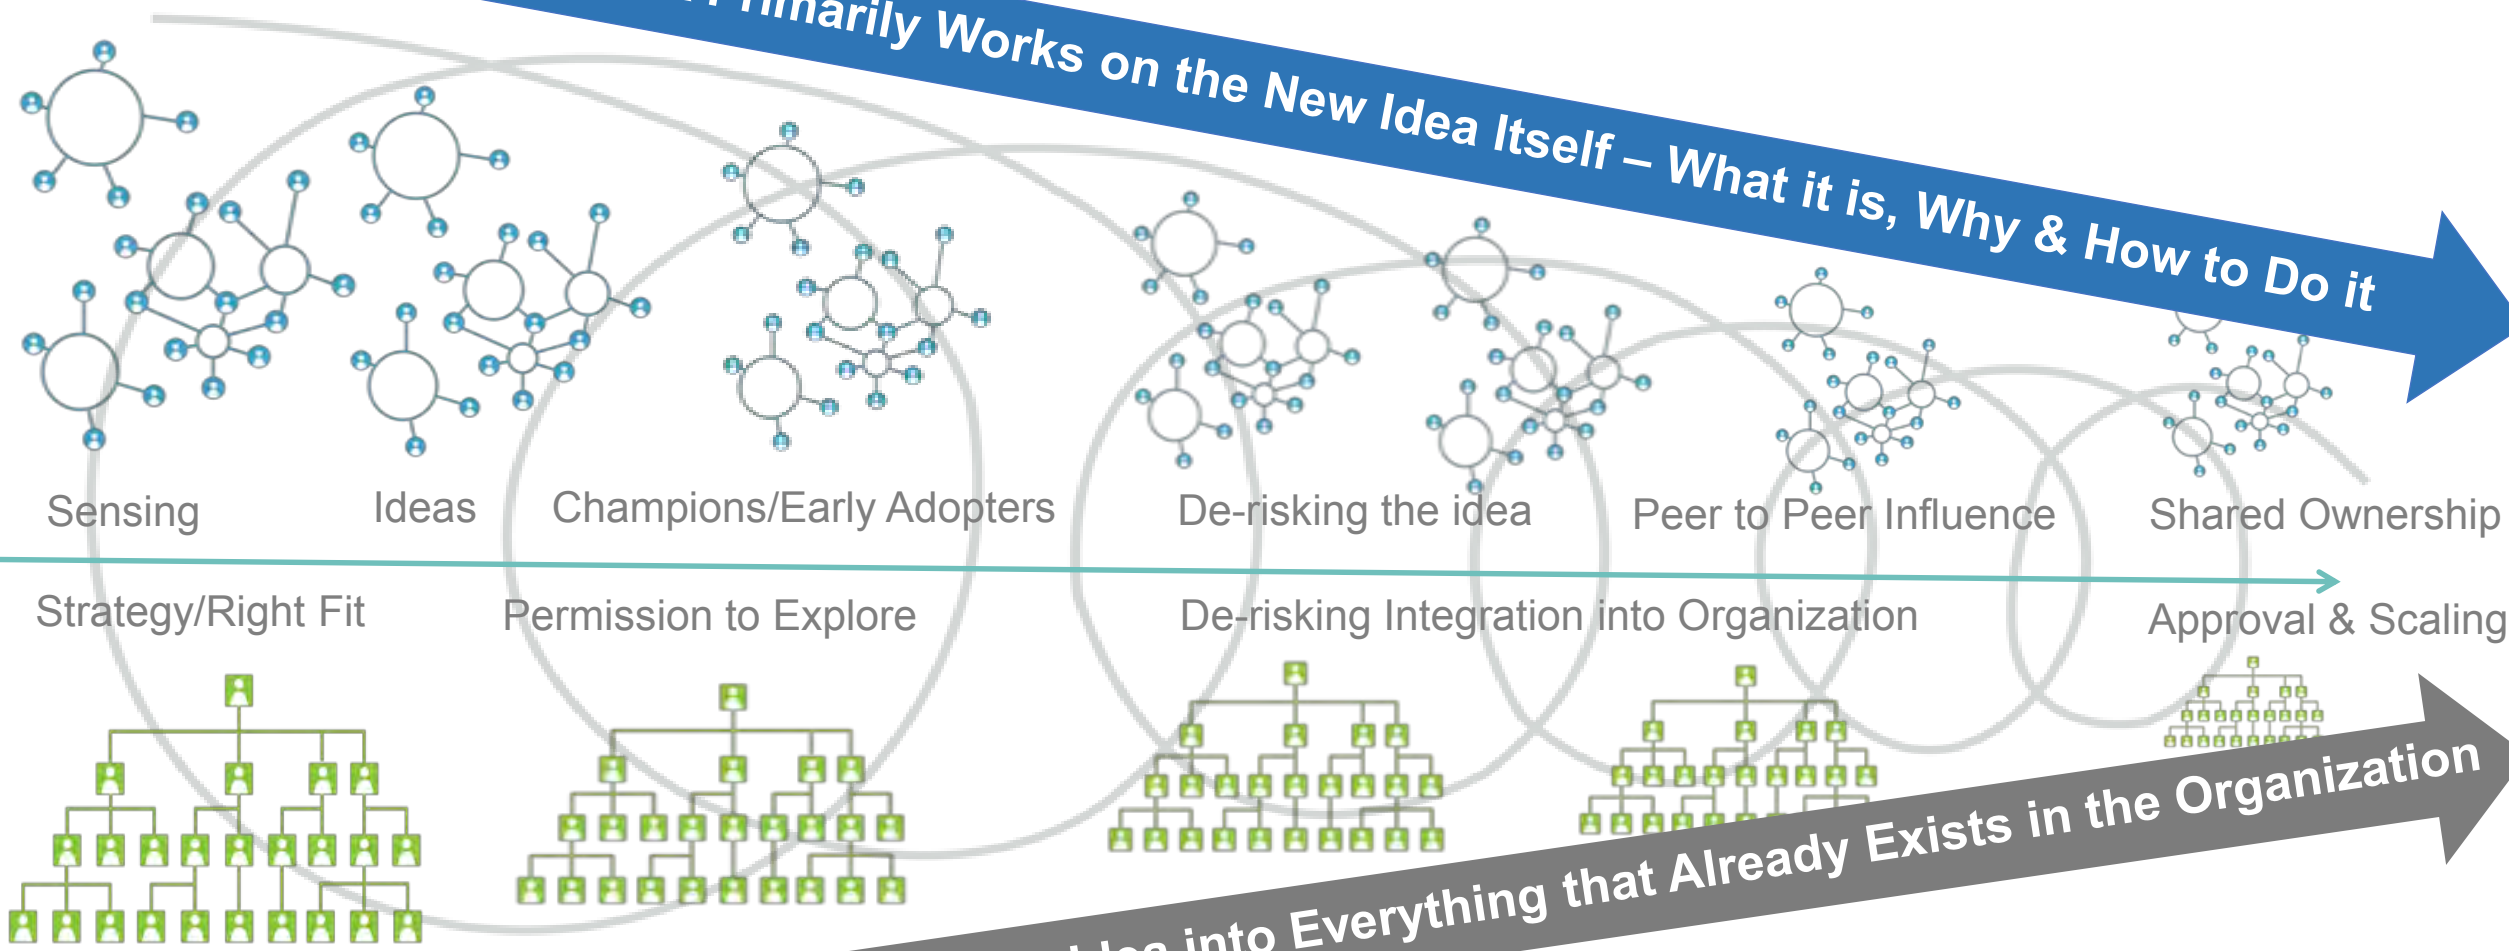 Primarily Works on the New Idea Itself – What it is, Why & How to Do it
Sensing
Ideas
Champions/Early Adopters
De-risking the idea
Peer to Peer Influence
Shared Ownership
Strategy/Right Fit
Permission to Explore
De-risking Integration into Organization
Approval & Scaling
Idea into Everything that Already Exists in the Organization